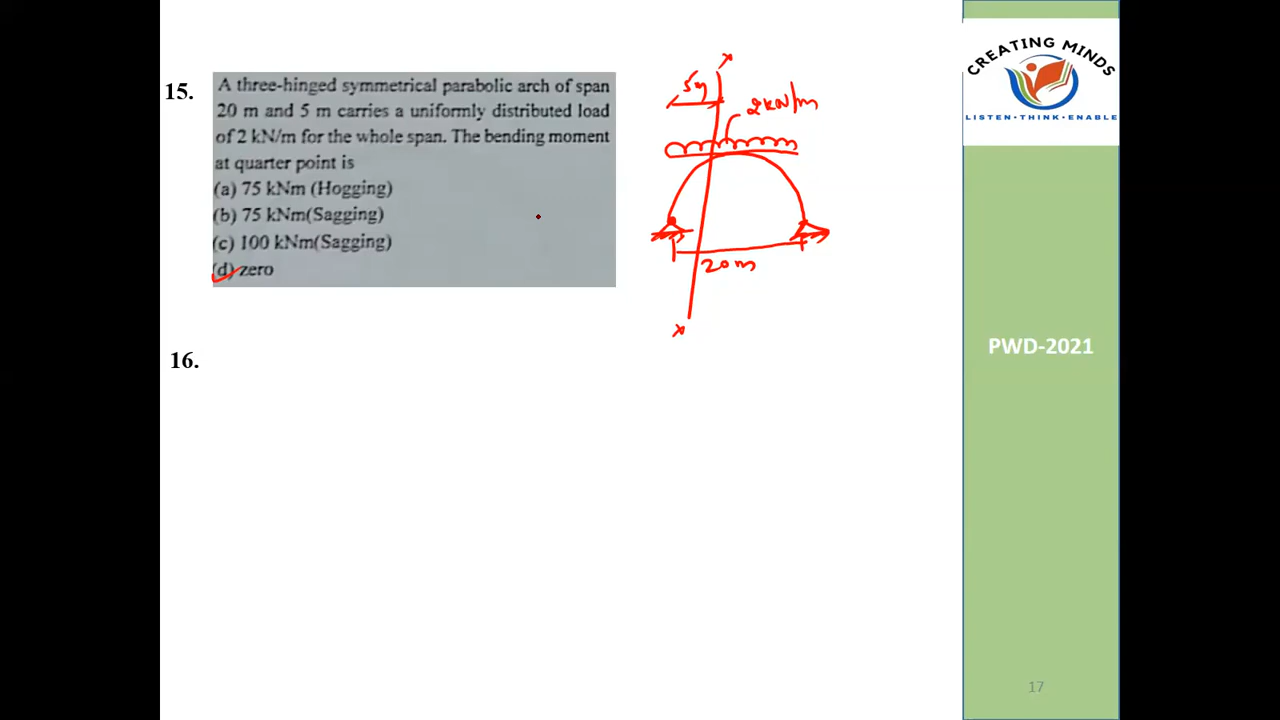 15.
A three-hinged symmetrical parabolic arch of span
20 m and 5 m carries a uniformly distributed load
of 2 kN/m for the whole span. The bending moment
at quarter point is
(a) 75 kNm (Hogging)
(b) 75 kNm(Sagging)
(c) 100 kNm(Sagging)
(d) zero
x
5m
2kN/m
20m
x
16.
CREATING MINDS
LISTEN•THINK•ENABLE
PWD-2021
17